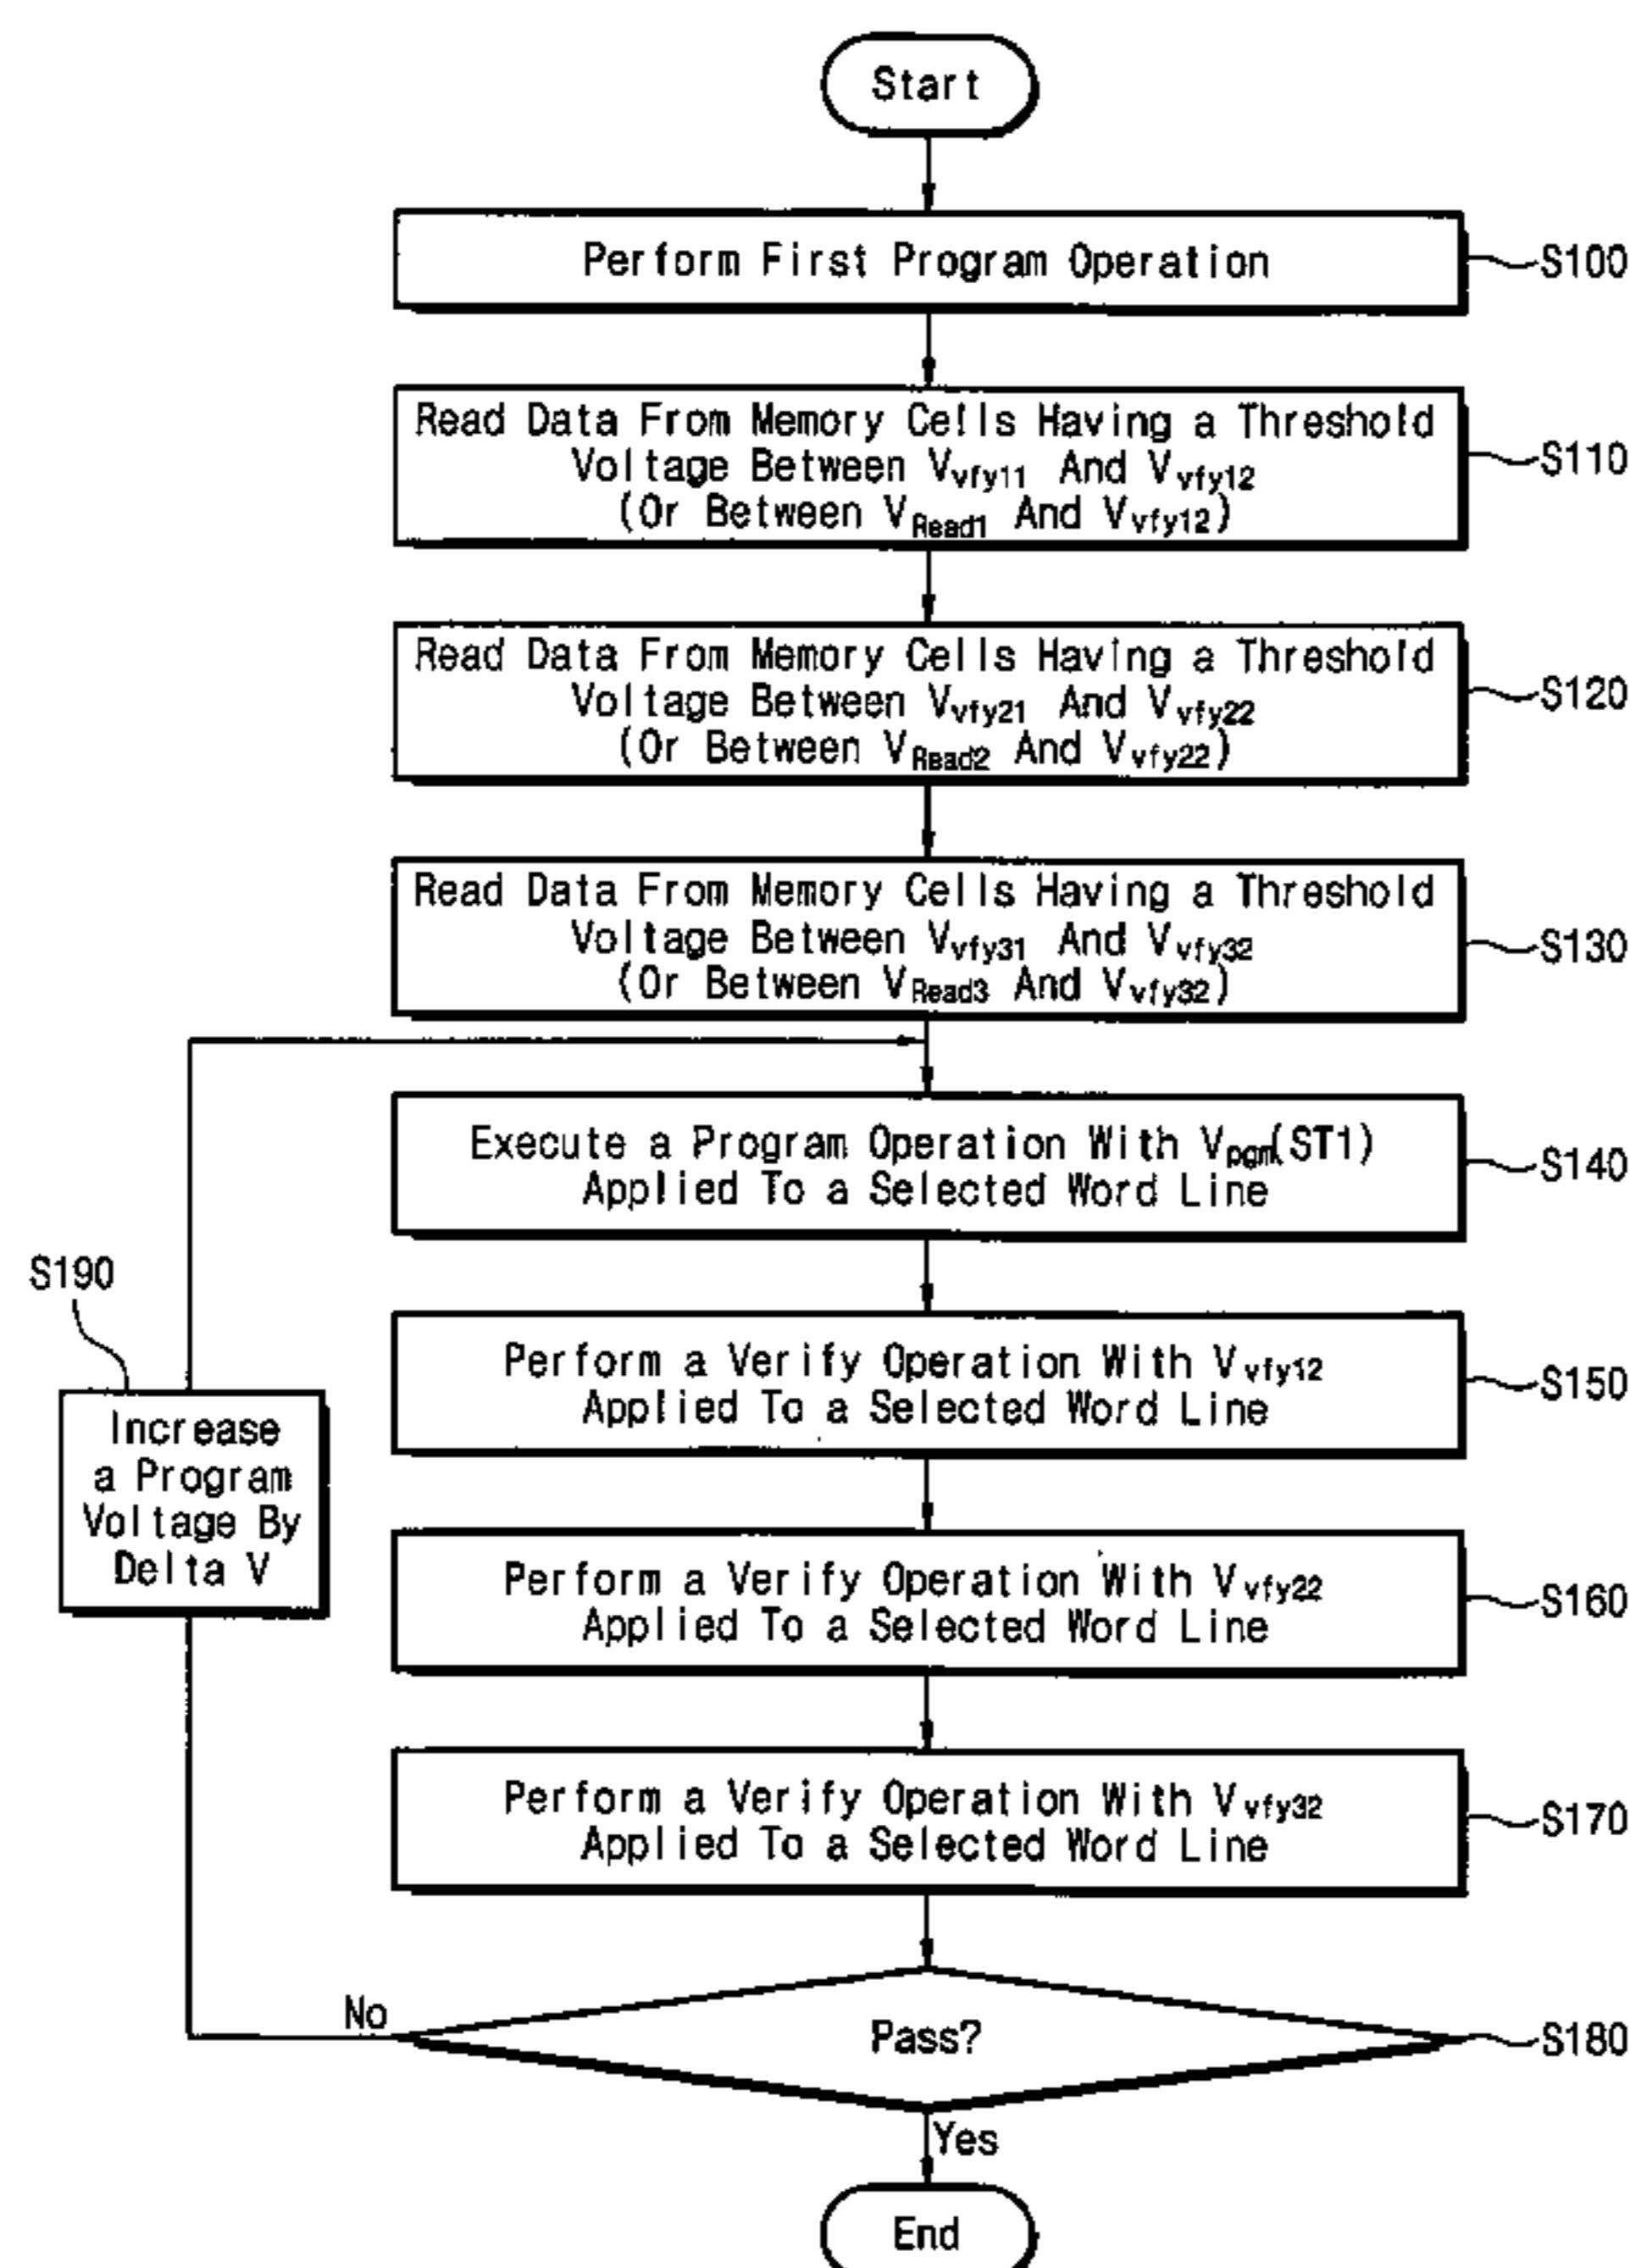 Start
Perform First Program Operation
S100
Read Data From Memory Cells Having a Threshold
Voltage Between Vvfy11 And Vvfy12
(Or Between VRead1 And Vvfy12)
S110
Read Data From Memory Cells Having a Threshold
Voltage Between Vvfy21 And Vvfy22
(Or Between VRead2 And Vvfy22)
S120
Read Data From Memory Cells Having a Threshold
Voltage Between Vvfy31 And Vvfy32
(Or Between VRead3 And Vvfy32)
S130
Execute a Program Operation With Vpgm(ST1)
Applied To a Selected Word Line
S140
S190
Increase
a Program
Voltage By
Delta V
Perform a Verify Operation With Vvfy12
Applied To a Selected Word Line
S150
Perform a Verify Operation With Vvfy22
Applied To a Selected Word Line
S160
Perform a Verify Operation With Vvfy32
Applied To a Selected Word Line
S170
No
Pass?
S180
Yes
End